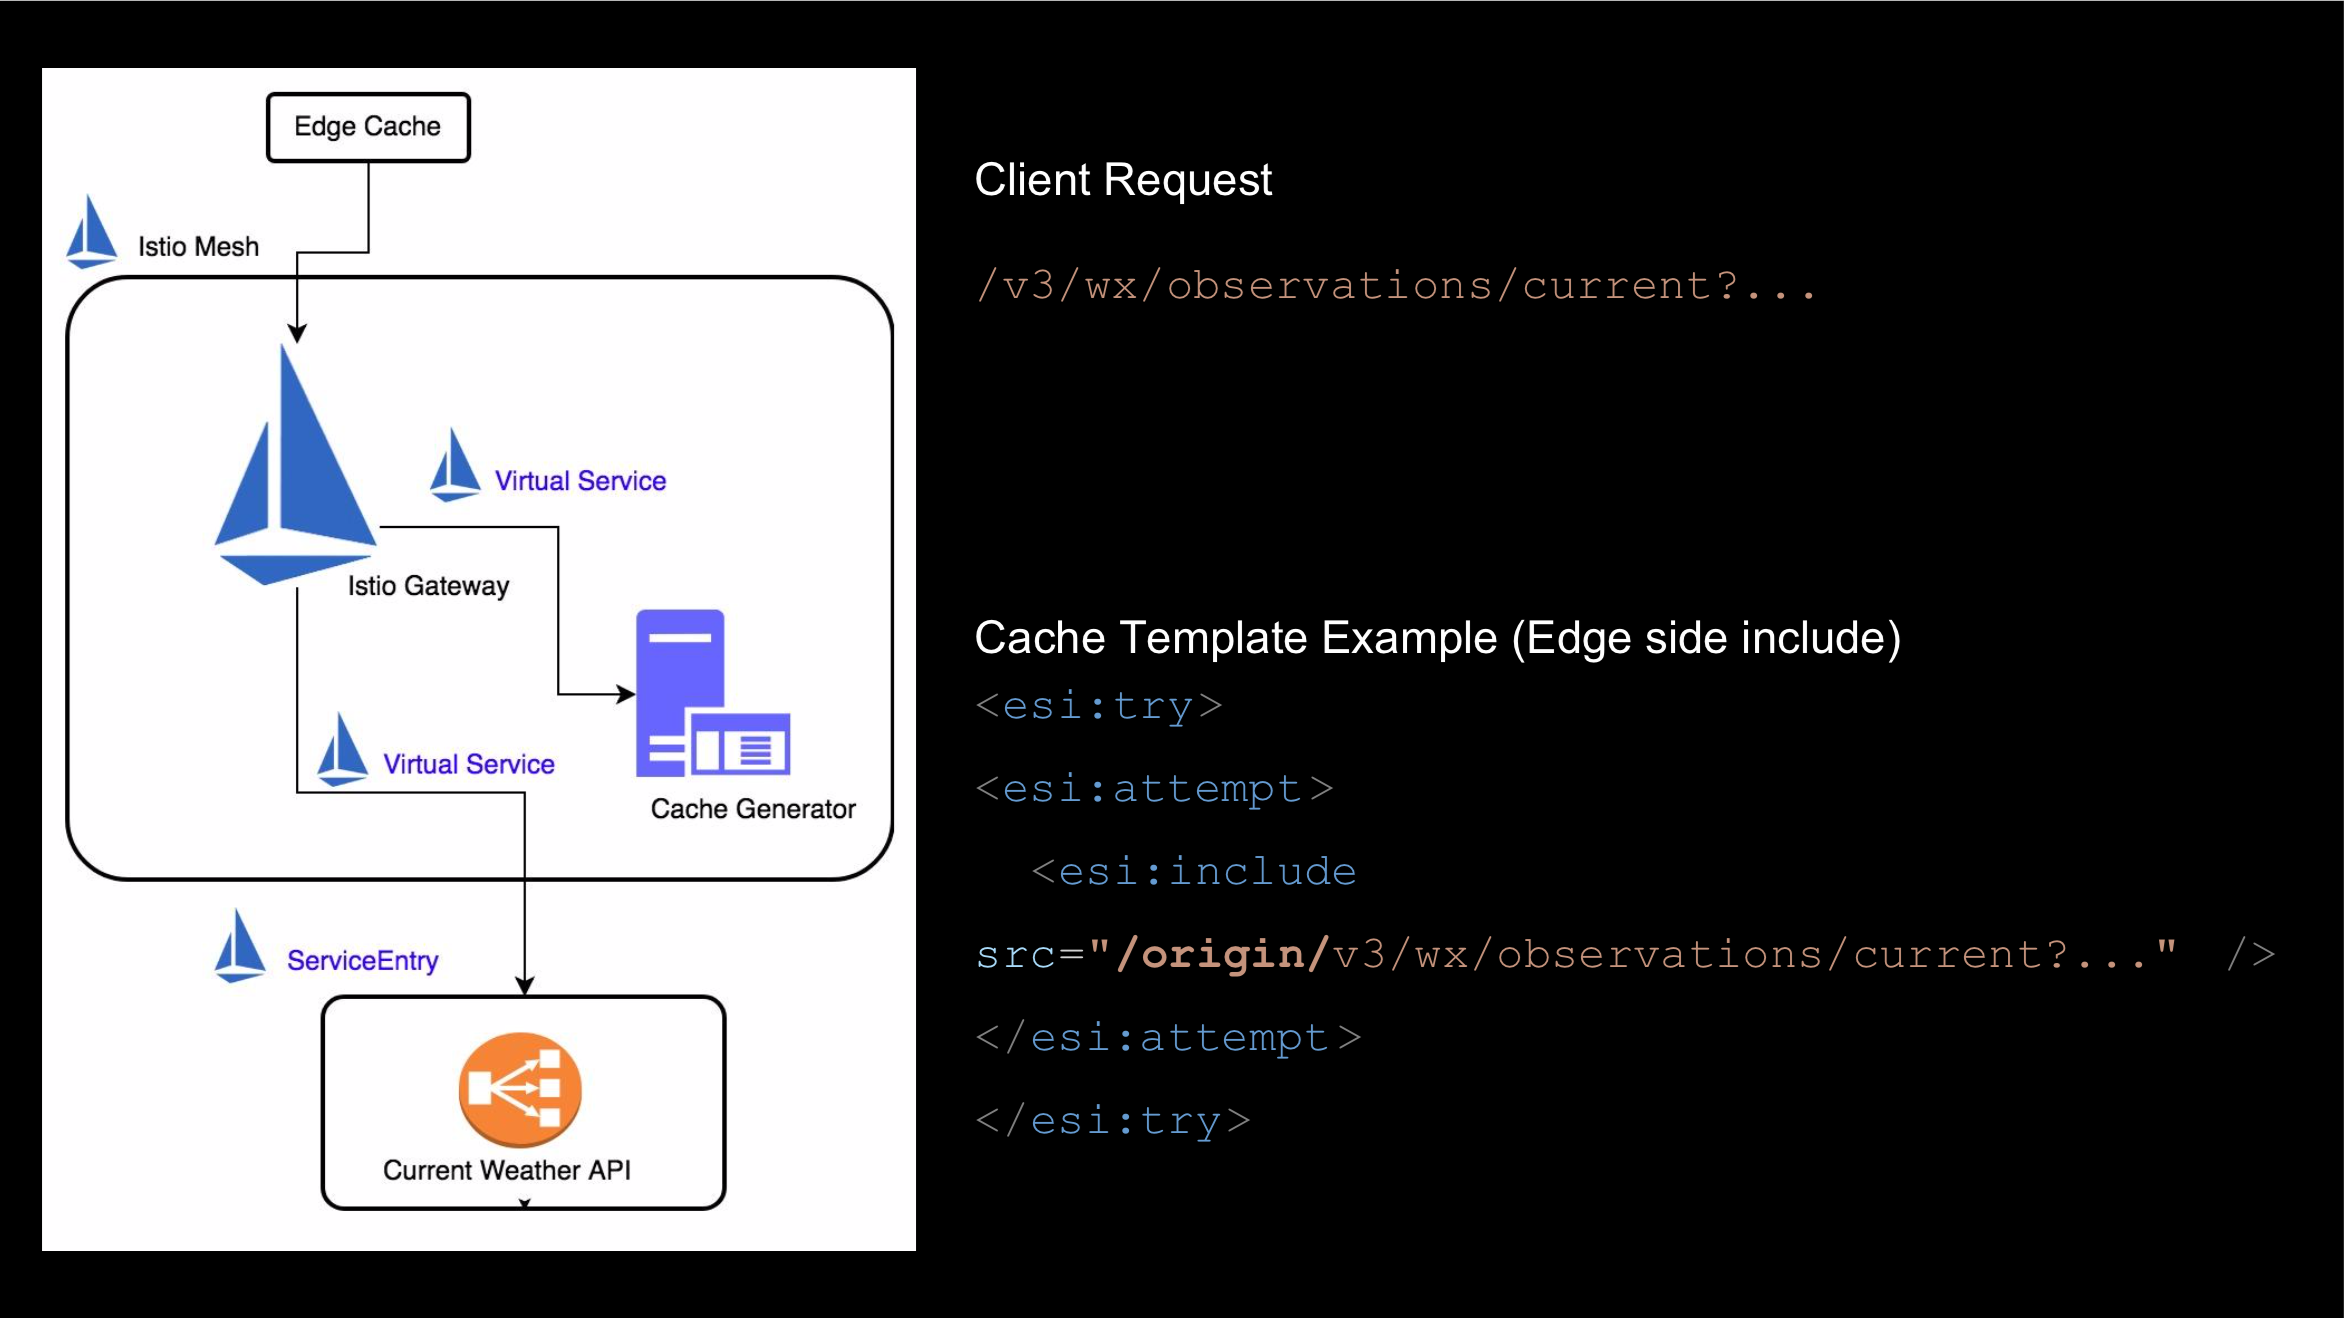 Edge Cache
Istio Mesh
Virtual Service
Istio Gateway
Virtual Service
Cache Generator
ServiceEntry
Current Weather API
Client Request
/v3/wx/observations/current?...
Cache Template Example (Edge side include)
<esi:try>
<esi:attempt>
<esi:include
src="/origin/v3/wx/observations/current?..." />
</esi:attempt>
</esi:try>